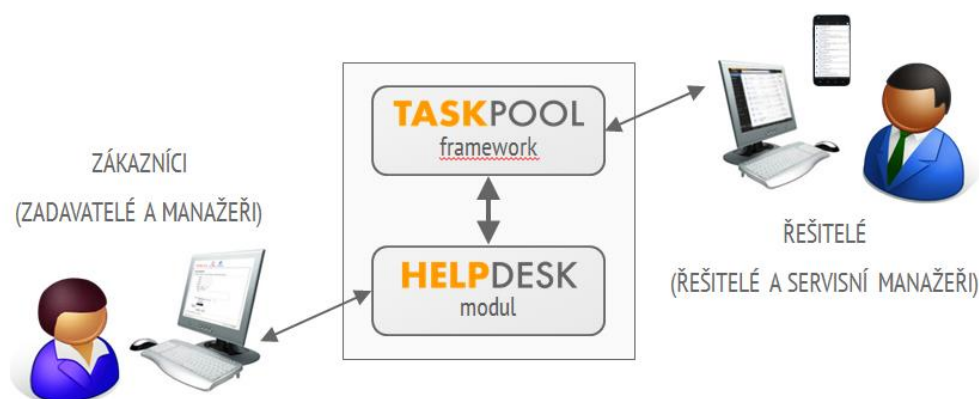 ZÁKAZNÍCI
(ZADAVATELÉ A MANAŽEŘI)
TASKPOOL
framework
HELPDESK
modul
ŘEŠITELÉ
(ŘEŠITELÉ A SERVISNÍ MANAŽEŘI)